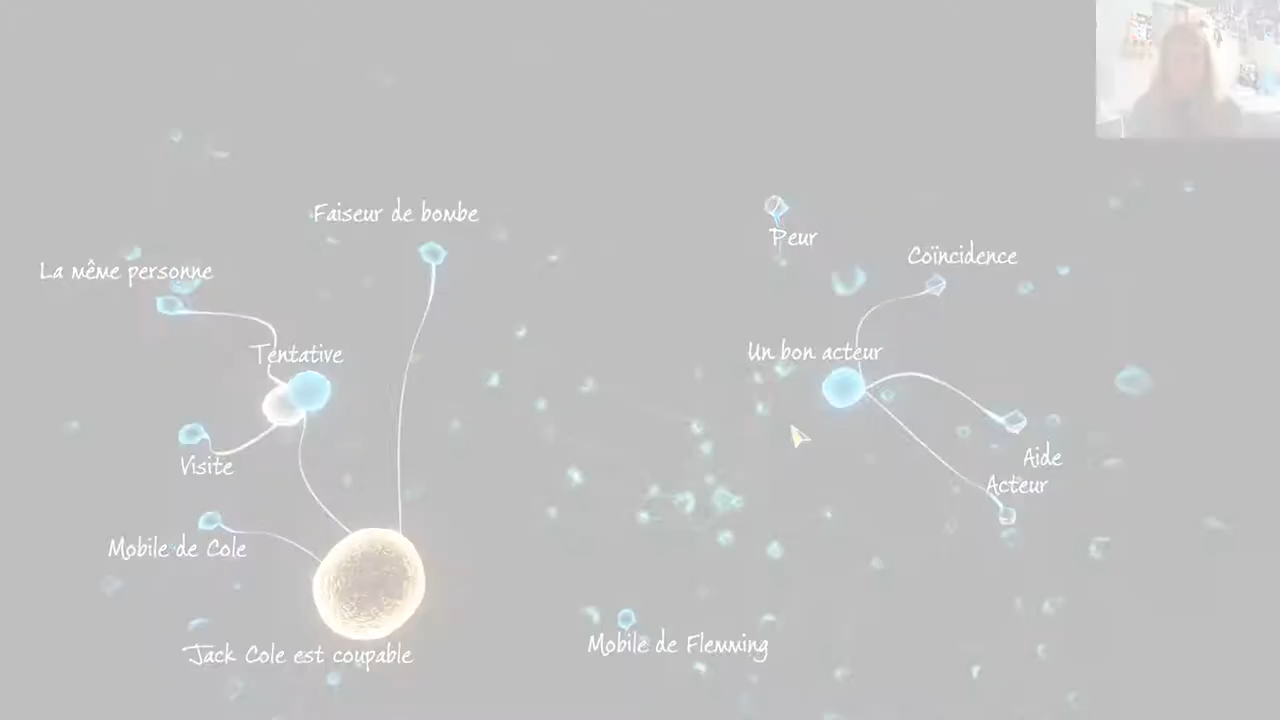 Faiseur de bombe
Peur
Coïncidence
La même personne
Tentative
Un bon acteur
Visite
Aide
Acteur
Mobile de Cole
Mobile de Flemming
Jack Cole est coupable